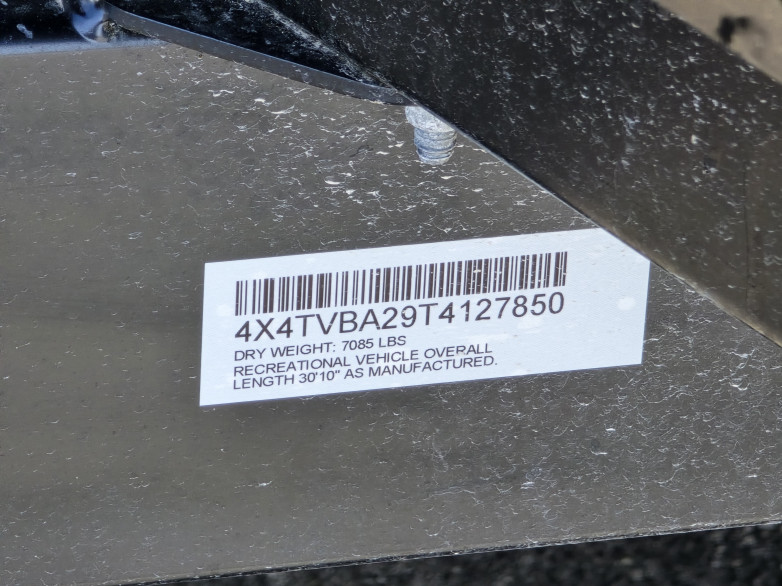 4X4TVBA29T4127850
DRY WEIGHT: 7085 LBS
RECREATIONAL VEHICLE OVERALL
LENGTH 30'10" AS MANUFACTURED.